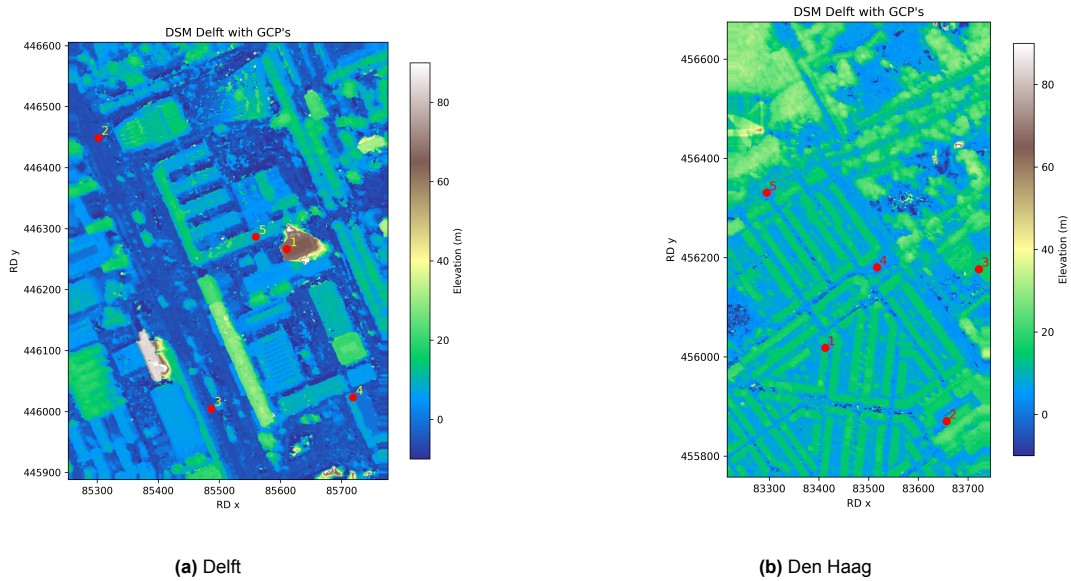 DSM Delft with GCP's
446600
446500
446400
446300
446200
446100
446000
445900
RD y
85300 85400 85500 85600 85700
RD x
2
5
1
3
4
80
60
40
20
0
Elevation (m)
(a) Delft
DSM Delft with GCP's
456600
456400
456200
456000
455800
RD y
83300 83400 83500 83600 83700
RD x
5
4
3
1
2
80
60
40
20
0
Elevation (m)
(b) Den Haag